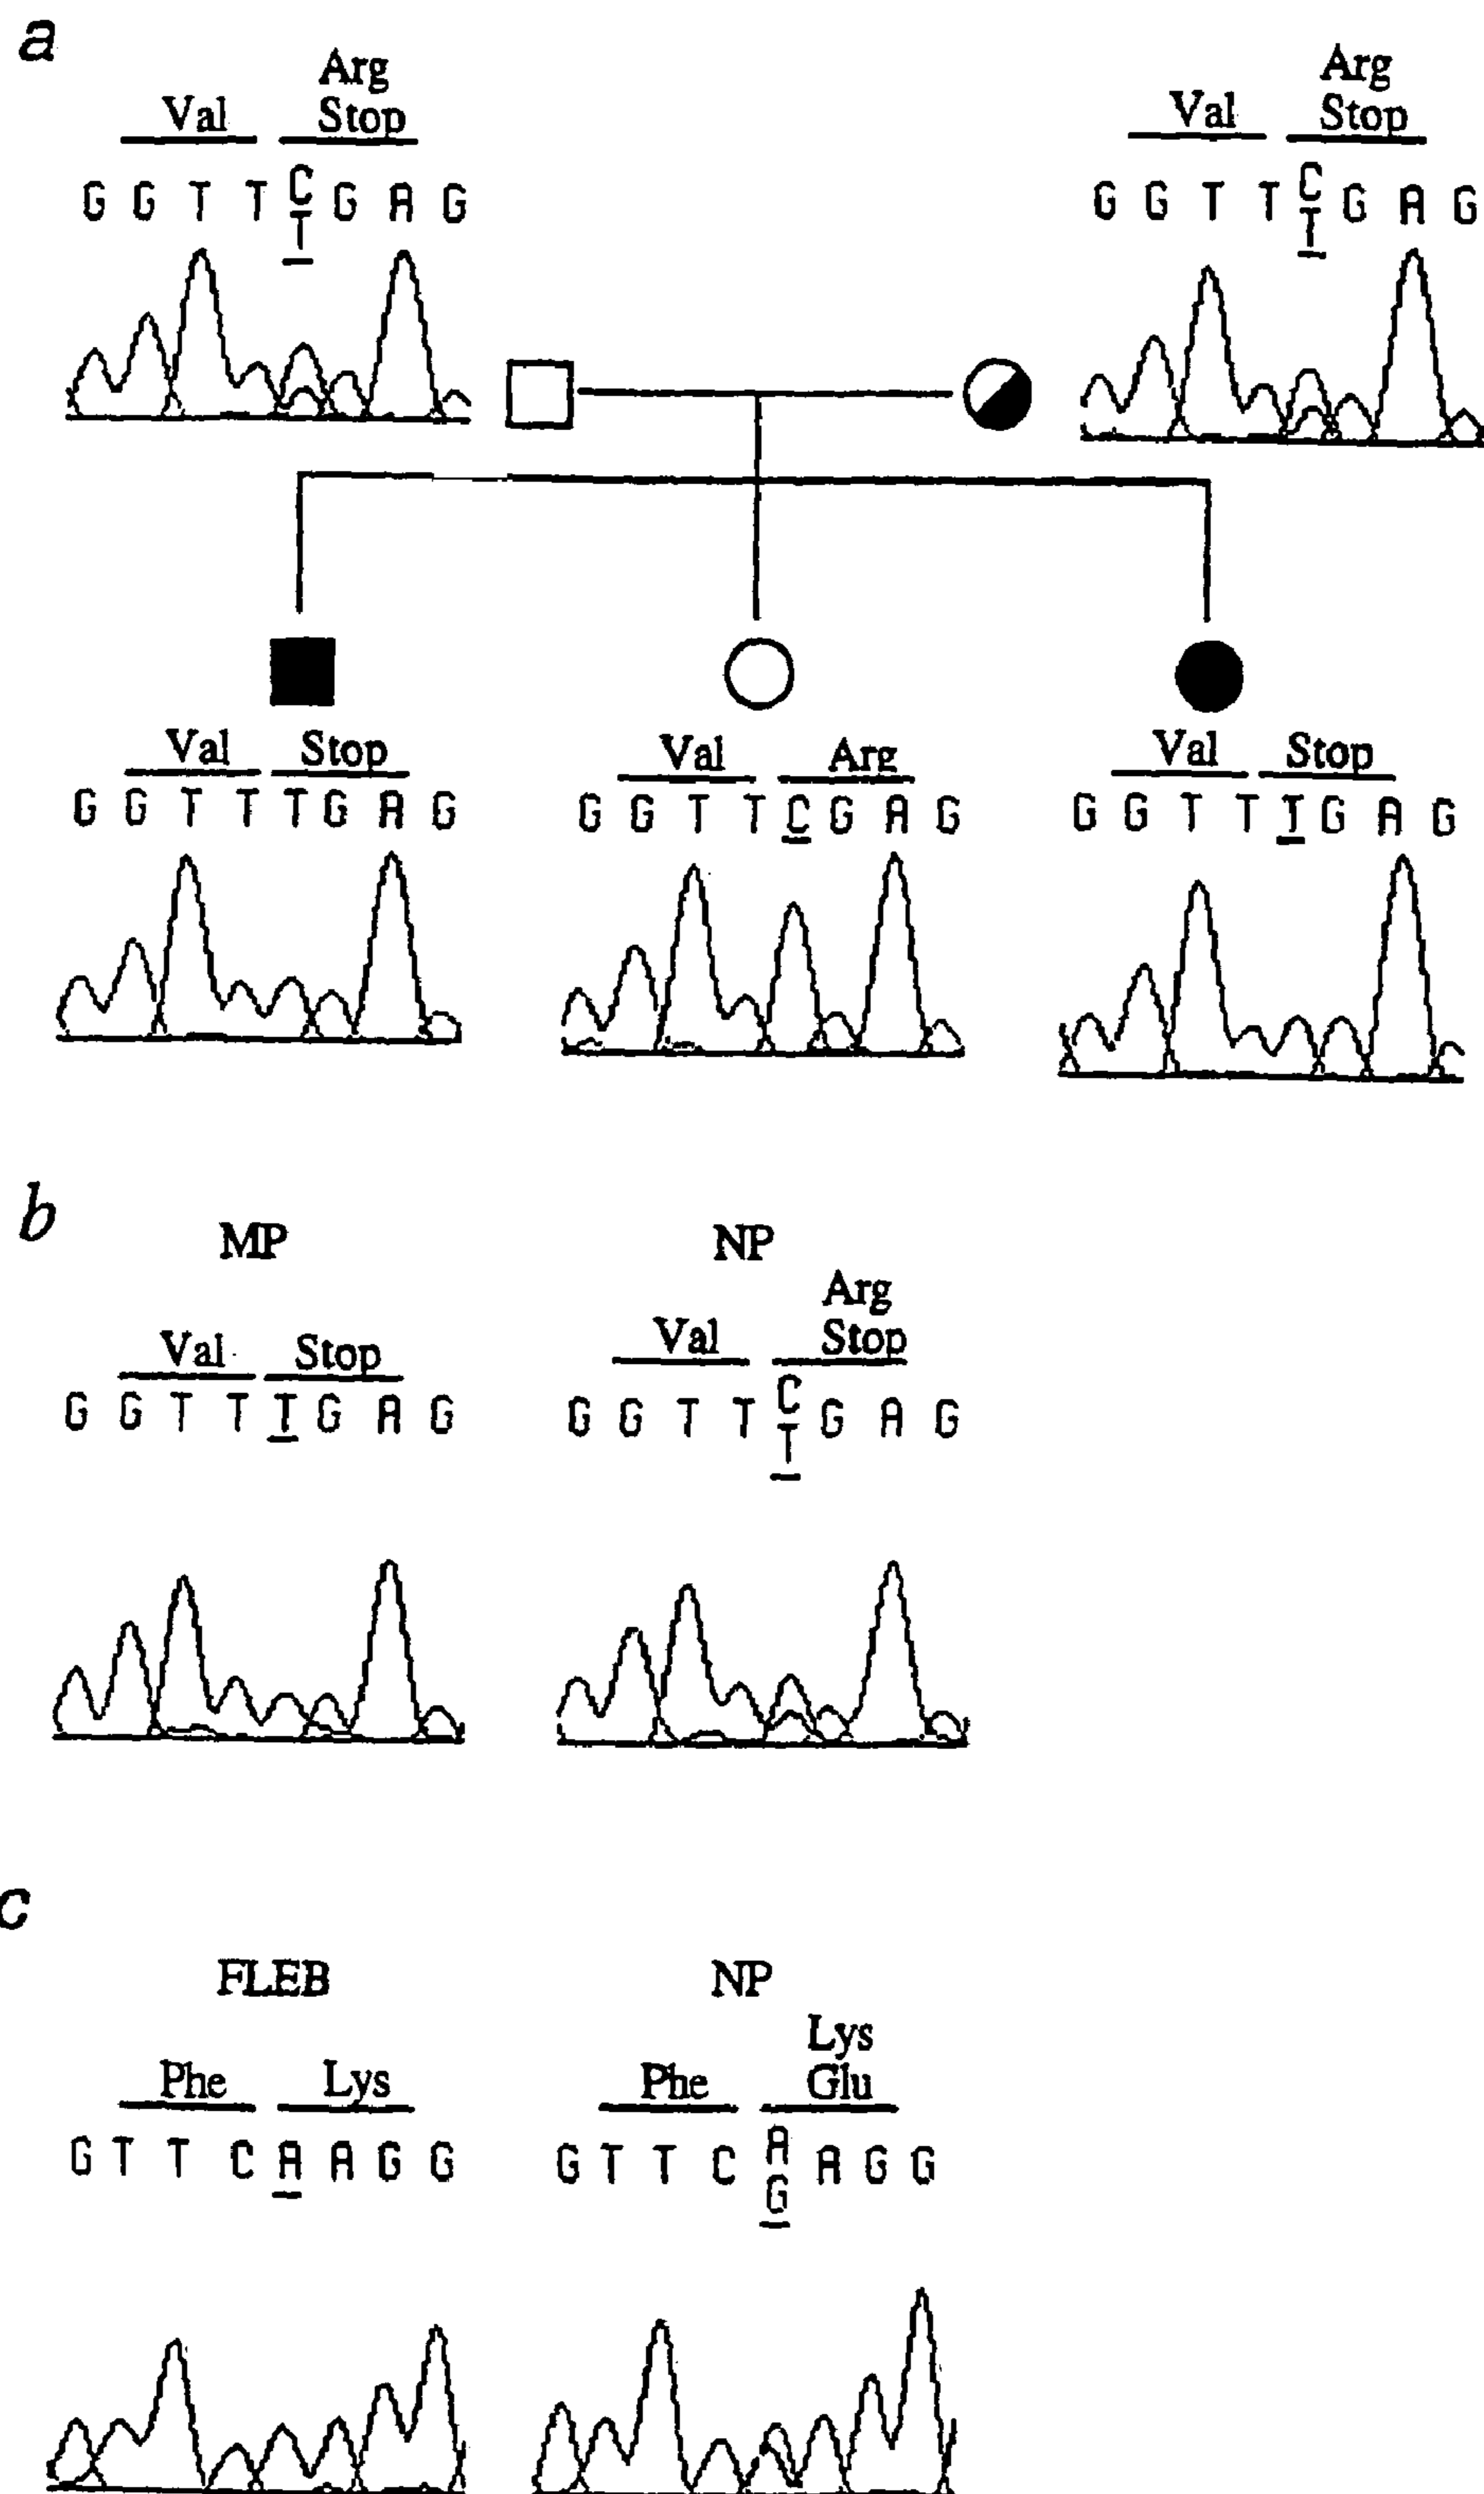 a
Arg
Val Stop
G G T T C G A G
T
Arg
Val Stop
G G T T C G A G
T
Val Stop
G G T T T G A G
Val Arg
G G T T C G A G
Val Stop
G G T T T G A G
b
MP
Val Stop
G G T T T G A G
NP
Arg
Val Stop
G G T T C G A G
T
c
FLEB
Phe Lys
G T T C A A G G
NP
Lys
Phe Glu
G T T C A A G G
G